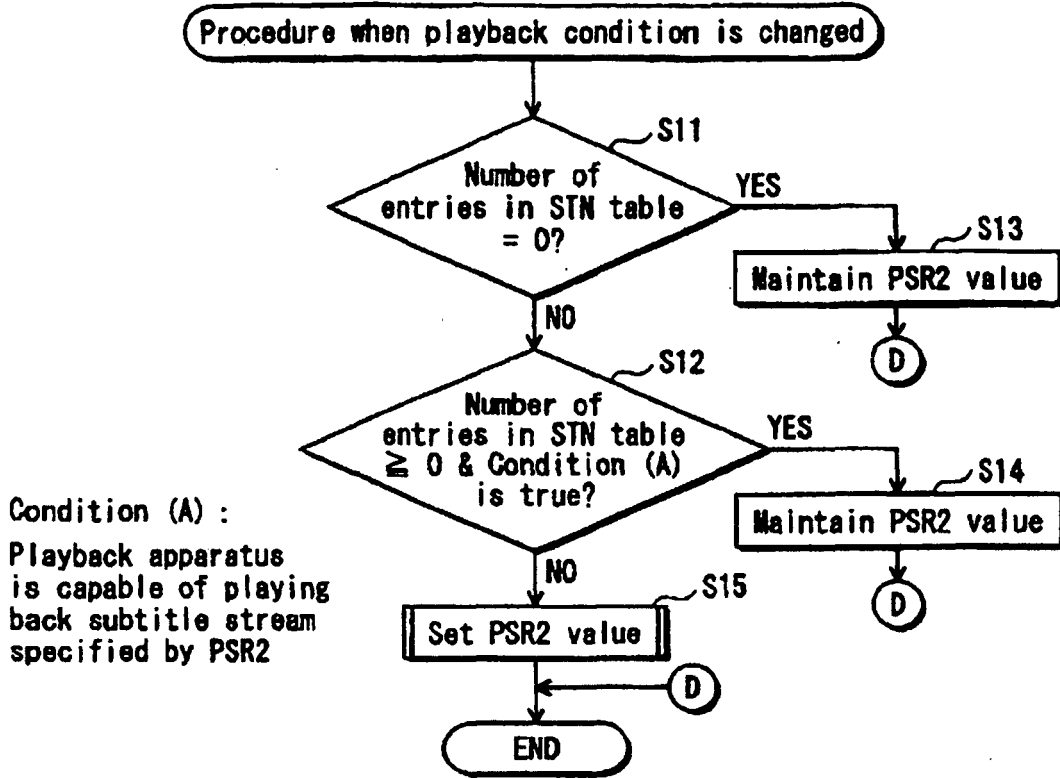 Procedure when playback condition is changed
S11
Number of
entries in STN table
= 0?
YES
S13
Maintain PSR2 value
D
NO
S12
Number of
entries in STN table
≧ 0 & Condition (A)
is true?
YES
S14
Maintain PSR2 value
D
Condition (A) :
Playback apparatus
is capable of playing
back subtitle stream
specified by PSR2
NO
S15
Set PSR2 value
D
END